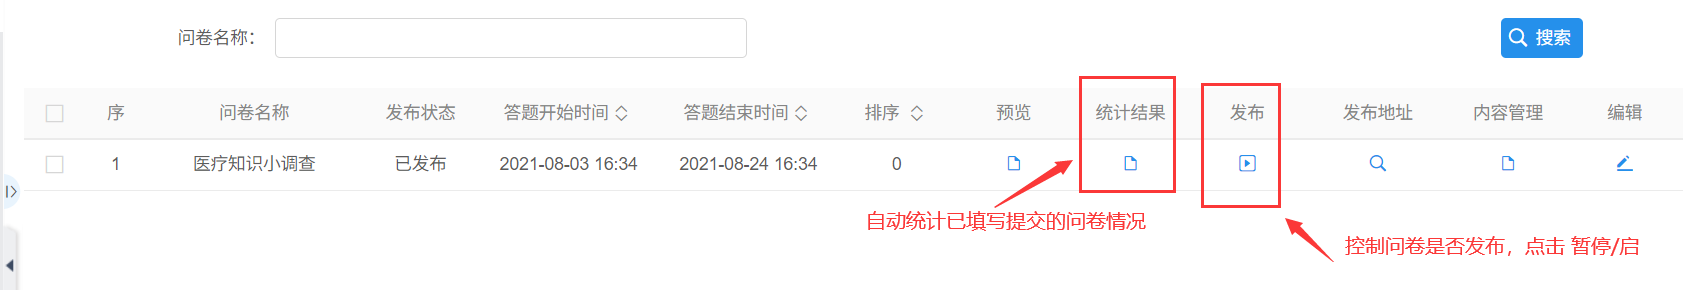 问卷名称： 搜索
序 问卷名称 发布状态 答题开始时间 答题结束时间 排序 预览 统计结果 发布 发布地址 内容管理 编辑
1 医疗知识小调查 已发布 2021-08-03 16:34 2021-08-24 16:34 0
自动统计已填写提交的问卷情况
控制问卷是否发布，点击 暂停/启